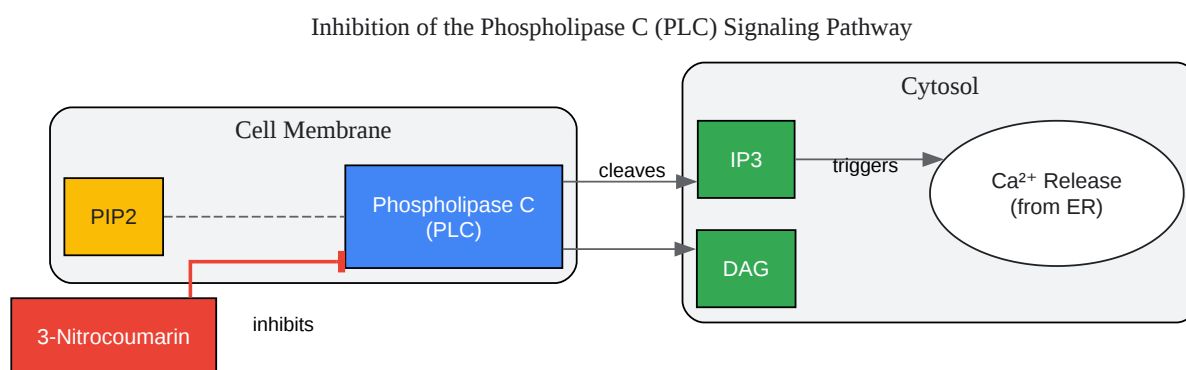 Inhibition of the Phospholipase C (PLC) Signaling Pathway
Cell Membrane
PIP2
Phospholipase C
(PLC)
3-Nitrocoumarin
inhibits
cleaves
Cytosol
IP3
triggers
Ca²⁺ Release
(from ER)
DAG